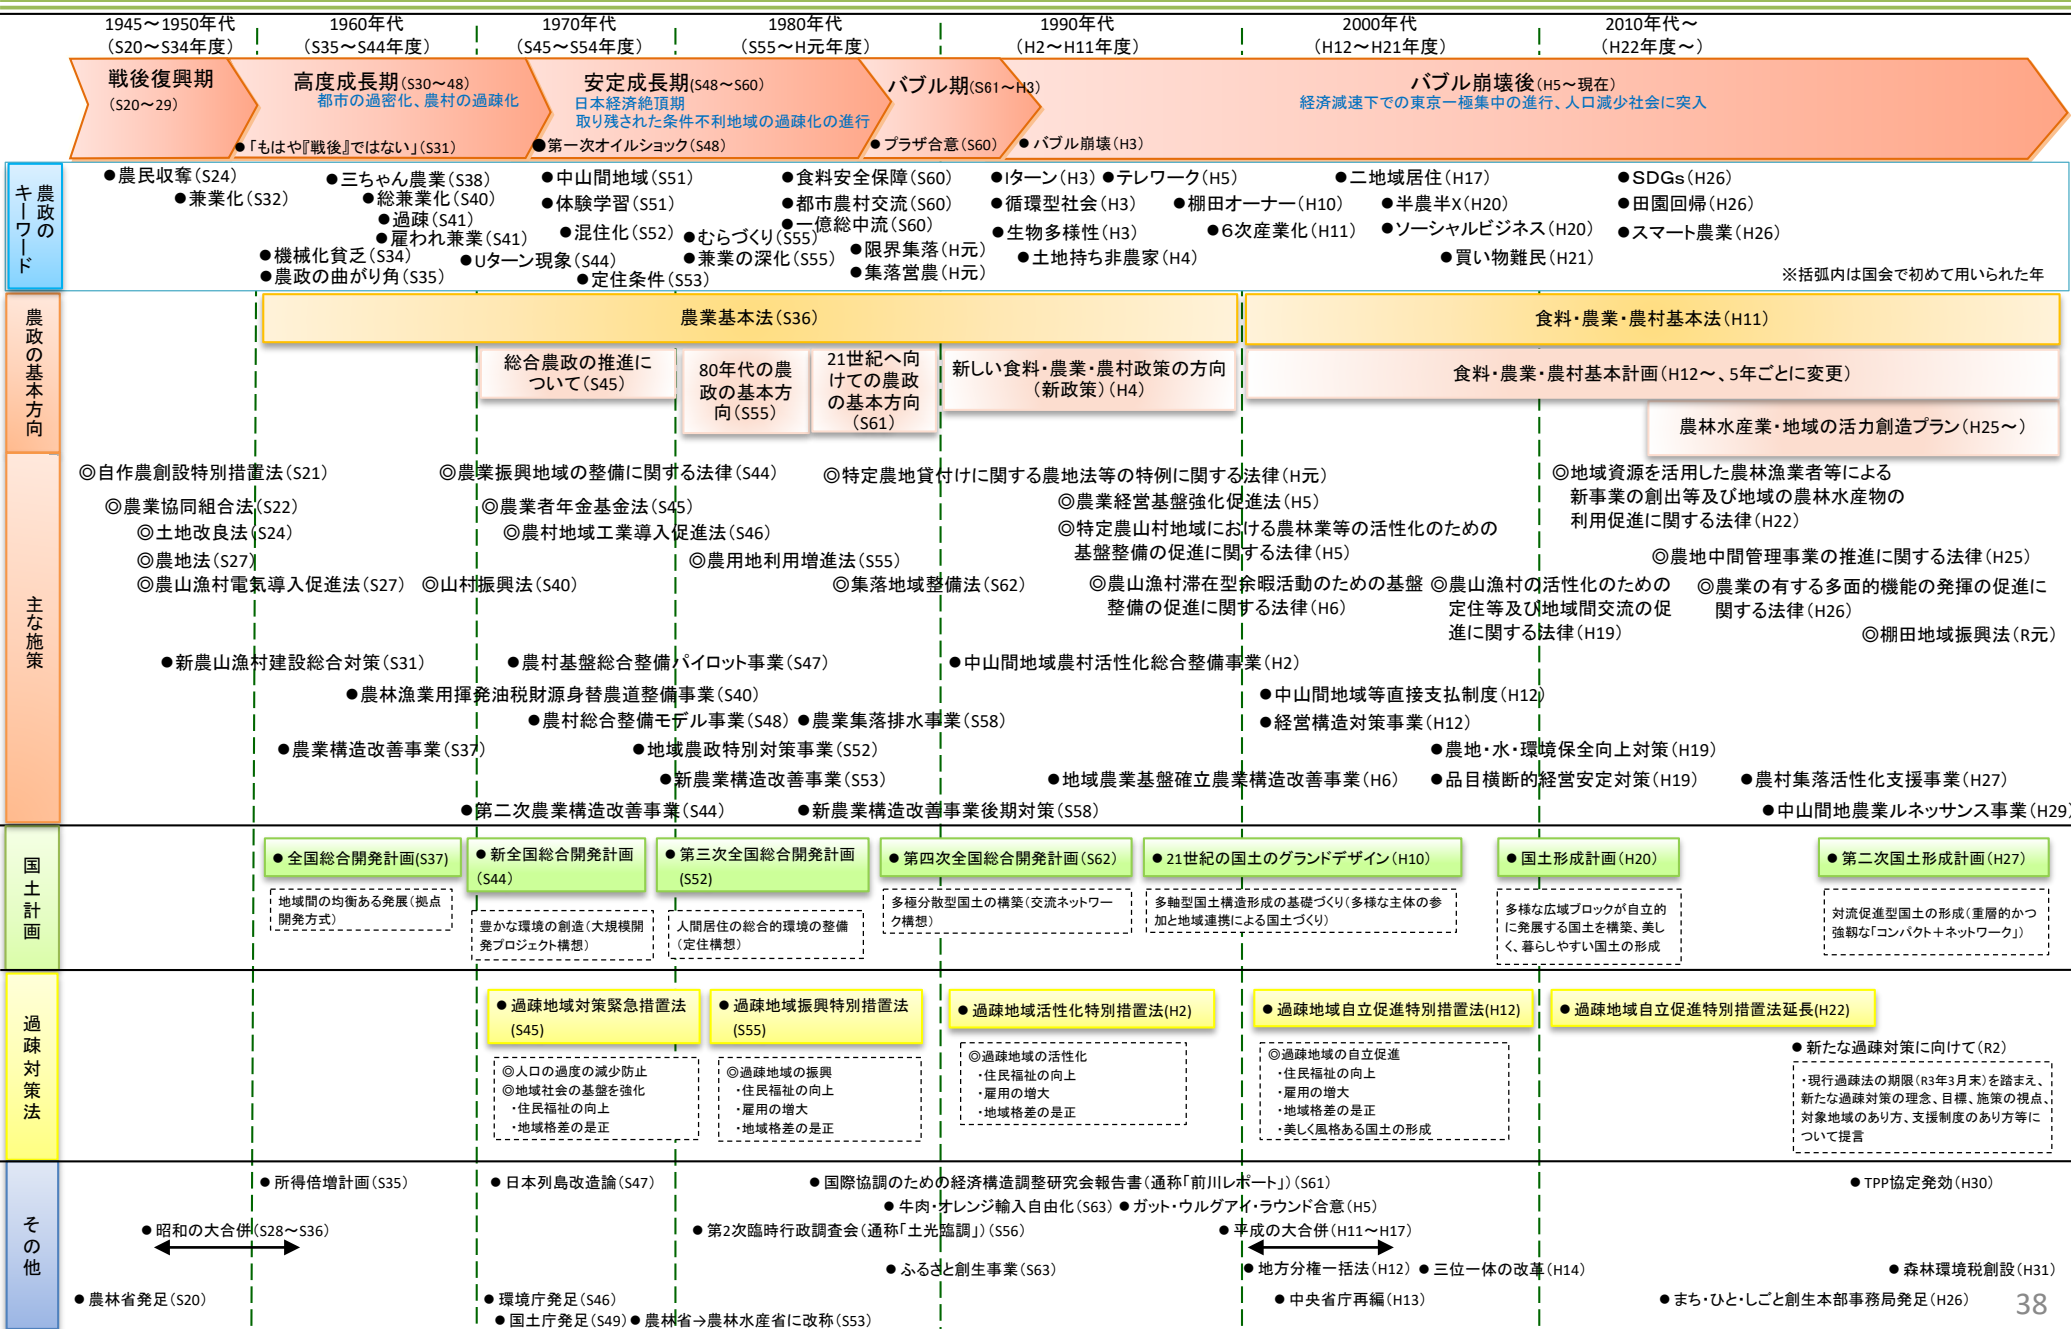 1945～1950年代
（S20～S34年度）
1960年代
（S35～S44年度）
1970年代
（S45～S54年度）
1980年代
（S55～H元年度）
1990年代
（H2～H11年度）
2000年代
（H12～H21年度）
2010年代～
（H22年度～）
戦後復興期
（S20～29）
高度成長期（S30～48）
都市の過密化、農村の過疎化
●「もはや『戦後』ではない」（S31）
安定成長期（S48～S60）
日本経済絶頂期
取り残された条件不利地域の過疎化の進行
●第一次オイルショック（S48）
バブル期（S61～H3）
●プラザ合意（S60）
バブル崩壊後（H5～現在）
経済減速下での東京一極集中の進行、人口減少社会に突入
●バブル崩壊（H3）
農政の
キーワード
●農民収奪（S24）
●兼業化（S32）
●三ちゃん農業（S38）
●総兼業化（S40）
●過疎（S41）
●雇われ兼業（S41）
●機械化貧乏（S34）
●農政の曲がり角（S35）
●中山間地域（S51）
●体験学習（S51）
●混住化（S52）
●Uターン現象（S44）
●定住条件（S53）
●食料安全保障（S60）
●都市農村交流（S60）
●一億総中流（S60）
●むらづくり（S55）
●兼業の深化（S55）
●限界集落（H元）
●集落営農（H元）
●Iターン（H3）
●テレワーク（H5）
●循環型社会（H3）
●棚田オーナー（H10）
●生物多様性（H3）
●6次産業化（H11）
●土地持ち非農家（H4）
●二地域居住（H17）
●半農半X（H20）
●ソーシャルビジネス（H20）
●買い物難民（H21）
●SDGs（H26）
●田園回帰（H26）
●スマート農業（H26）
※括弧内は国会で初めて用いられた年
農政の基本方向
農業基本法（S36）
食料・農業・農村基本法（H11）
総合農政の推進に
ついて（S45）
80年代の農
政の基本方
向（S55）
21世紀へ向
けての農政
の基本方向
（S61）
新しい食料・農業・農村政策の方向
（新政策）（H4）
食料・農業・農村基本計画（H12～、5年ごとに変更）
農林水産業・地域の活力創造プラン（H25～）
主な施策
◎自作農創設特別措置法（S21）
◎農業協同組合法（S22）
◎土地改良法（S24）
◎農地法（S27）
◎農山漁村電気導入促進法（S27）
◎農業振興地域の整備に関する法律（S44）
◎農業者年金基金法（S45）
◎農村地域工業導入促進法（S46）
◎農用地利用増進法（S55）
◎山村振興法（S40）
◎特定農地貸付けに関する農地法等の特例に関する法律（H元）
◎農業経営基盤強化促進法（H5）
◎特定農山村地域における農林業等の活性化のための
基盤整備の促進に関する法律（H5）
◎集落地域整備法（S62）
◎農山漁村滞在型余暇活動のための基盤
整備の促進に関する法律（H6）
◎農山漁村の活性化のための
定住等及び地域間交流の促
進に関する法律（H19）
◎地域資源を活用した農林漁業者等による
新事業の創出等及び地域の農林水産物の
利用促進に関する法律（H22）
◎農地中間管理事業の推進に関する法律（H25）
◎農業の有する多面的機能の発揮の促進に
関する法律（H26）
◎棚田地域振興法（R元）
●新農山漁村建設総合対策（S31）
●農村基盤総合整備パイロット事業（S47）
●中山間地域農村活性化総合整備事業（H2）
●農林漁業用揮発油税財源身替農道整備事業（S40）
●中山間地域等直接支払制度（H12）
●農村総合整備モデル事業（S48）
●農業集落排水事業（S58）
●経営構造対策事業（H12）
●農業構造改善事業（S37）
●地域農政特別対策事業（S52）
●農地・水・環境保全向上対策（H19）
●新農業構造改善事業（S53）
●地域農業基盤確立農業構造改善事業（H6）
●品目横断的経営安定対策（H19）
●農村集落活性化支援事業（H27）
●第二次農業構造改善事業（S44）
●新農業構造改善事業後期対策（S58）
●中山間地農業ルネッサンス事業（H29）
国土計画
●全国総合開発計画(S37)
地域間の均衡ある発展（拠点
開発方式）
●新全国総合開発計画
（S44）
豊かな環境の創造（大規模開
発プロジェクト構想）
●第三次全国総合開発計画
(S52)
人間居住の総合的環境の整備
（定住構想）
●第四次全国総合開発計画(S62)
多極分散型国土の構築（交流ネットワー
ク構想）
●21世紀の国土のグランドデザイン（H10）
多軸型国土構造形成の基礎づくり（多様な主体の参
加と地域連携による国土づくり）
●国土形成計画（H20）
多様な広域ブロックが自立的
に発展する国土を構築、美し
く、暮らしやすい国土の形成
●第二次国土形成計画（H27）
対流促進型国土の形成（重層的かつ
強靱な「コンパクト＋ネットワーク」）
過疎対策法
●過疎地域対策緊急措置法
(S45)
◎人口の過度の減少防止
◎地域社会の基盤を強化
・住民福祉の向上
・地域格差の是正
●過疎地域振興特別措置法
(S55)
◎過疎地域の振興
・住民福祉の向上
・雇用の増大
・地域格差の是正
●過疎地域活性化特別措置法(H2)
◎過疎地域の活性化
・住民福祉の向上
・雇用の増大
・地域格差の是正
●過疎地域自立促進特別措置法(H12)
◎過疎地域の自立促進
・住民福祉の向上
・雇用の増大
・地域格差の是正
・美しく風格ある国土の形成
●過疎地域自立促進特別措置法延長(H22)
●新たな過疎対策に向けて（R2）
・現行過疎法の期限（R3年3月末）を踏まえ、
新たな過疎対策の理念、目標、施策の視点、
対象地域のあり方、支援制度のあり方等に
ついて提言
その他
●所得倍増計画（S35）
●日本列島改造論（S47）
●国際協調のための経済構造調整研究会報告書（通称「前川レポート」）（S61）
●TPP協定発効（H30）
●牛肉・オレンジ輸入自由化（S63）
●ガット・ウルグアイ・ラウンド合意（H5）
●昭和の大合併（S28～S36）
●第2次臨時行政調査会（通称「土光臨調」）（S56）
●平成の大合併（H11～H17）
●ふるさと創生事業（S63）
●地方分権一括法（H12）
●三位一体の改革（H14）
●森林環境税創設（H31）
●農林省発足（S20）
●環境庁発足（S46）
●中央省庁再編（H13）
●まち・ひと・しごと創生本部事務局発足（H26）
●国土庁発足（S49）
●農林省→農林水産省に改称（S53）
38